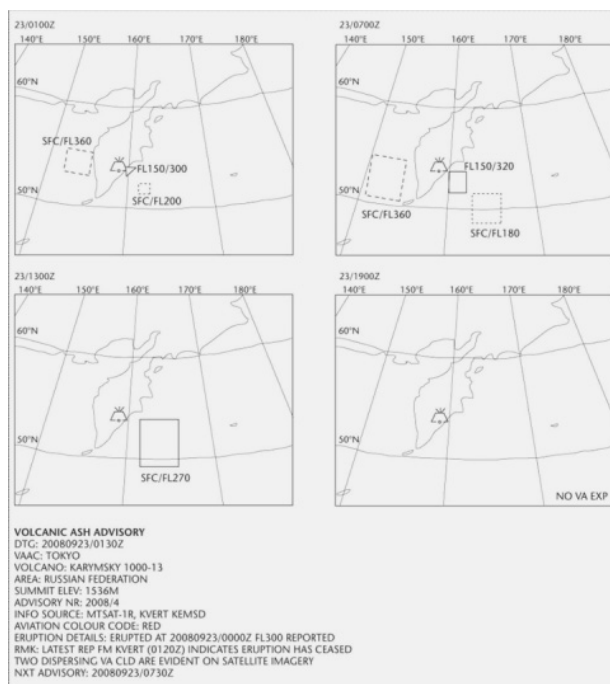 23/0100Z
140°E 150°E 160°E 170°E 180°E
60°N
SFC/FL360
FL150/300
50°N
SFC/FL200
23/0700Z
140°E 150°E 160°E 170°E 180°E
60°N
FL150/320
50°N
SFC/FL360
SFC/FL180
23/1300Z
140°E 150°E 160°E 170°E 180°E
60°N
50°N
SFC/FL270
23/1900Z
140°E 150°E 160°E 170°E 180°E
60°N
50°N
NO VA EXP
VOLCANIC ASH ADVISORY
DTG: 20080923/0130Z
VAAC: TOKYO
VOLCANO: KARYMSKY 1000-13
AREA: RUSSIAN FEDERATION
SUMMIT ELEV: 1536M
ADVISORY NR: 2008/4
INFO SOURCE: MTSAT-1R, KVERT KEMSD
AVIATION COLOUR CODE: RED
ERUPTION DETAILS: ERUPTED AT 20080923/0000Z FL300 REPORTED
RMK: LATEST REP FM KVERT (0120Z) INDICATES ERUPTION HAS CEASED
TWO DISPERSING VA CLD ARE EVIDENT ON SATELLITE IMAGERY
NXT ADVISORY: 20080923/0730Z